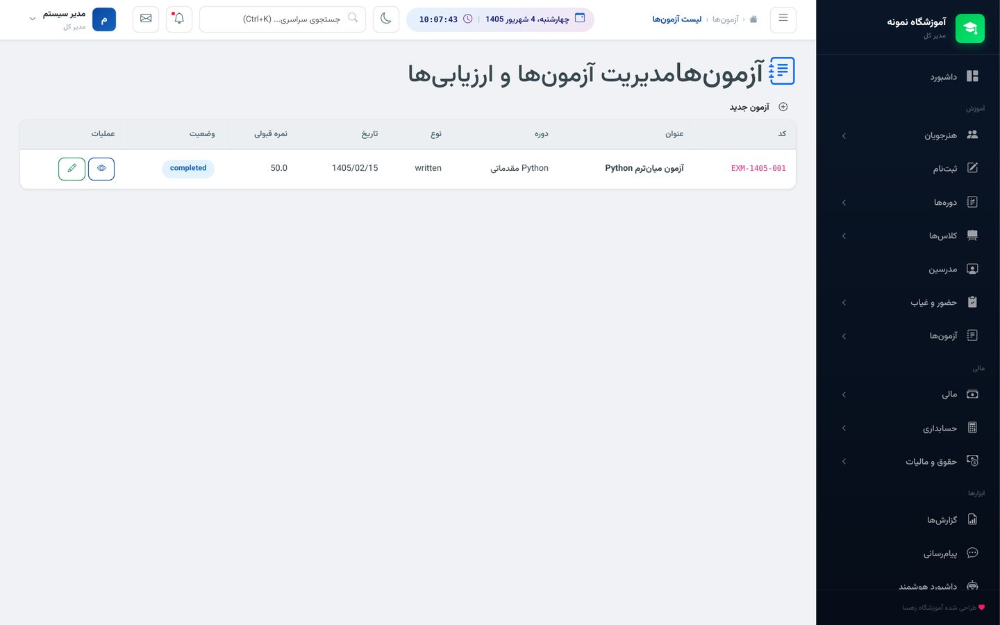 آموزشگاه نمونه
مدیر کل
داشبورد
آموزش
هنرجویان
ثبت‌نام
دوره‌ها
کلاس‌ها
مدرسین
حضور و غیاب
آزمون‌ها
مالی
مالی
حسابداری
حقوق و مالیات
ابزارها
گزارش‌ها
پیام‌رسانی
داشبورد هوشمند
طراحی شده آموزشگاه رهسا
آزمون‌ها › لیست آزمون‌ها
چهارشنبه، 4 شهریور 1405 | 10:07:43
جستجوی سراسری... (Ctrl+K)
م
مدیر سیستم
مدیر کل
آزمون‌هامدیریت آزمون‌ها و ارزیابی‌ها
آزمون جدید
کد عنوان دوره نوع تاریخ نمره قبولی وضعیت عملیات
EXM-1405-001 آزمون میان‌ترم Python Python مقدماتی written 1405/02/15 50.0 completed